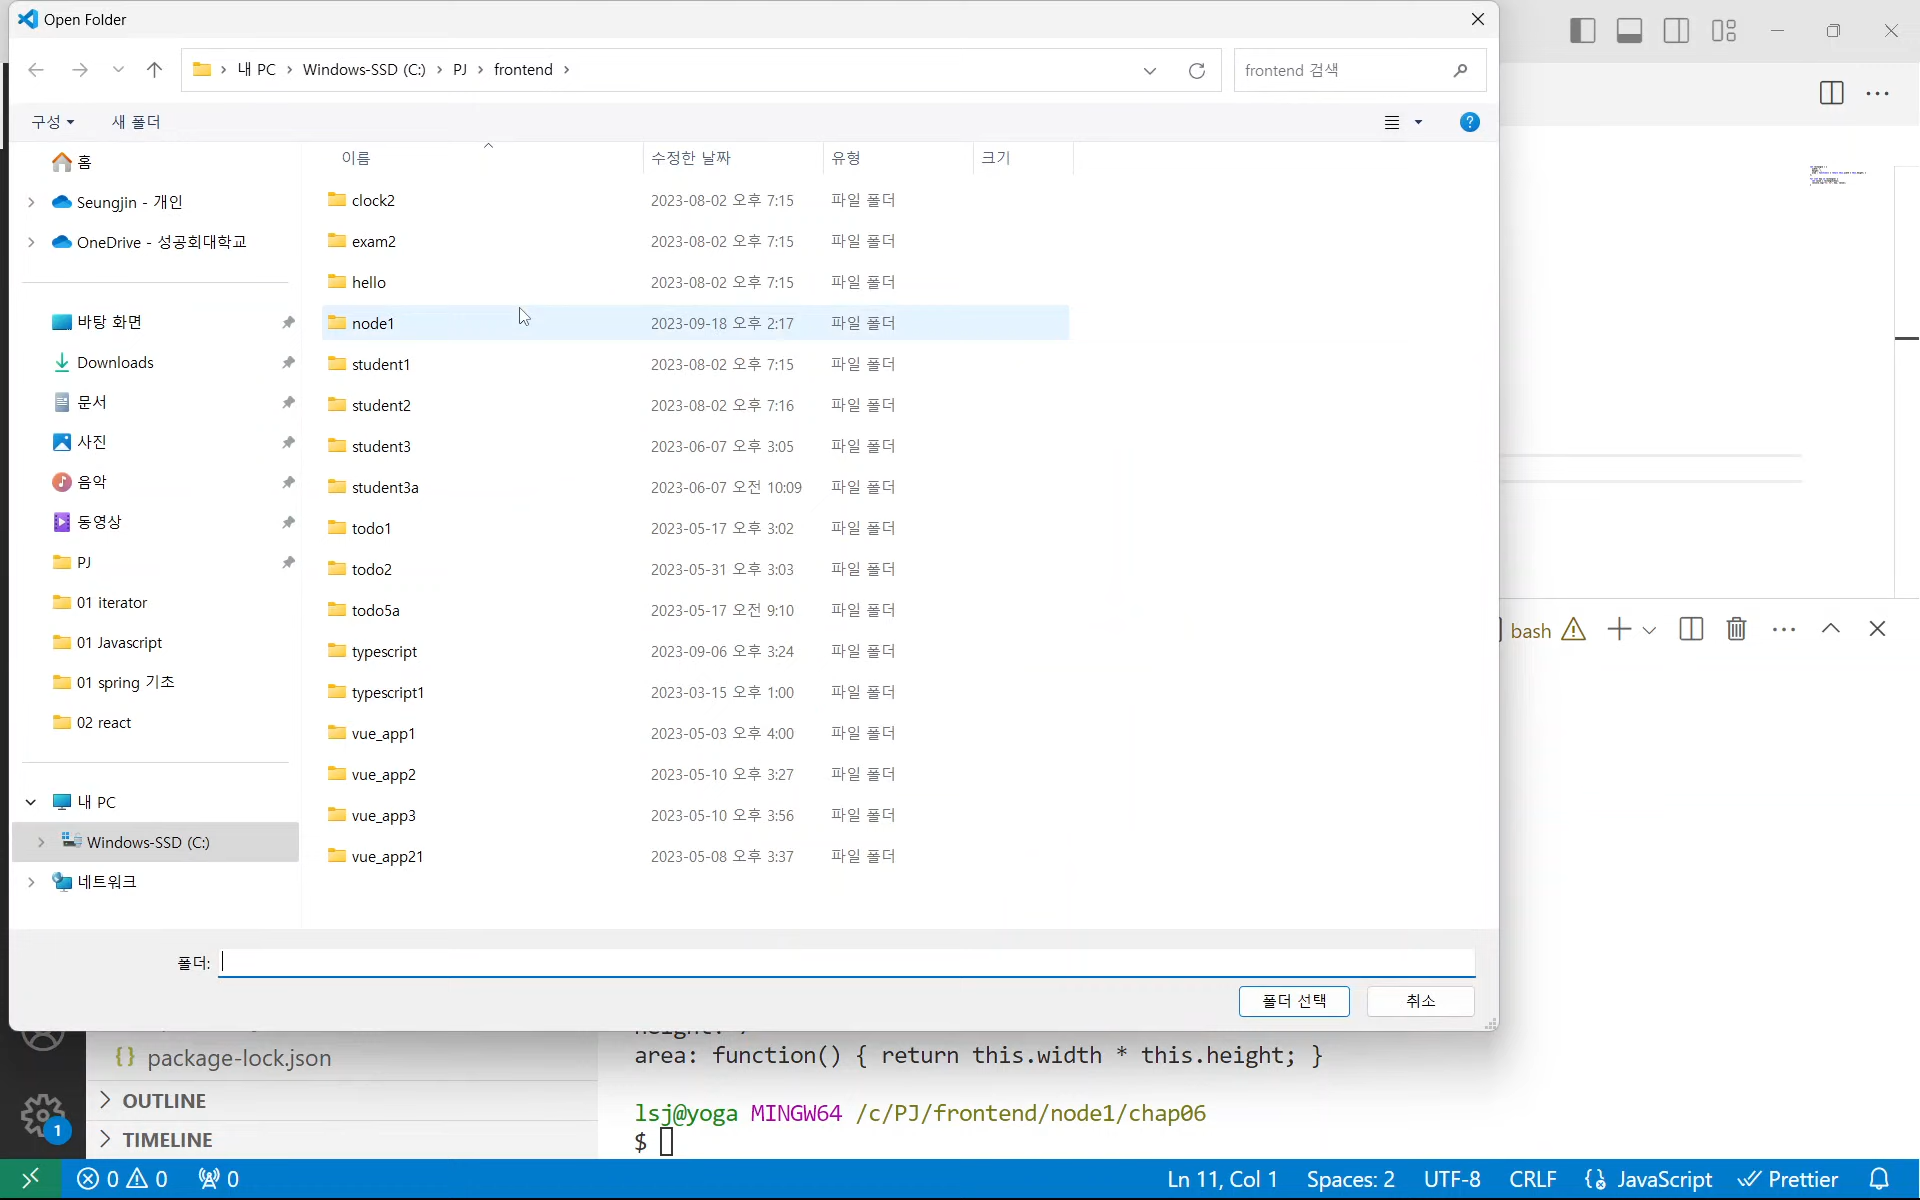 Open Folder
내 PC
Windows-SSD (C:)
PJ
frontend
frontend 검색
구성
새 폴더
홈
Seungjin - 개인
OneDrive - 성공회대학교
바탕 화면
Downloads
문서
사진
음악
동영상
PJ
01 iterator
01 Javascript
01 spring 기초
02 react
내 PC
Windows-SSD (C:)
네트워크
이름 수정한 날짜 유형 크기
clock2 2023-08-02 오후 7:15 파일 폴더
exam2 2023-08-02 오후 7:15 파일 폴더
hello 2023-08-02 오후 7:15 파일 폴더
node1 2023-09-18 오후 2:17 파일 폴더
student1 2023-08-02 오후 7:15 파일 폴더
student2 2023-08-02 오후 7:16 파일 폴더
student3 2023-06-07 오후 3:05 파일 폴더
student3a 2023-06-07 오전 10:09 파일 폴더
todo1 2023-05-17 오후 3:02 파일 폴더
todo2 2023-05-31 오후 3:03 파일 폴더
todo5a 2023-05-17 오전 9:10 파일 폴더
typescript 2023-09-06 오후 3:24 파일 폴더
typescript1 2023-03-15 오후 1:00 파일 폴더
vue_app1 2023-05-03 오후 4:00 파일 폴더
vue_app2 2023-05-10 오후 3:27 파일 폴더
vue_app3 2023-05-10 오후 3:56 파일 폴더
vue_app21 2023-05-08 오후 3:37 파일 폴더
폴더:
폴더 선택
취소
bash
package-lock.json
OUTLINE
TIMELINE
1
area: function() { return this.width * this.height; }
lsj@yoga MINGW64 /c/PJ/frontend/node1/chap06
$
0 0 0
Ln 11, Col 1 Spaces: 2 UTF-8 CRLF JavaScript Prettier